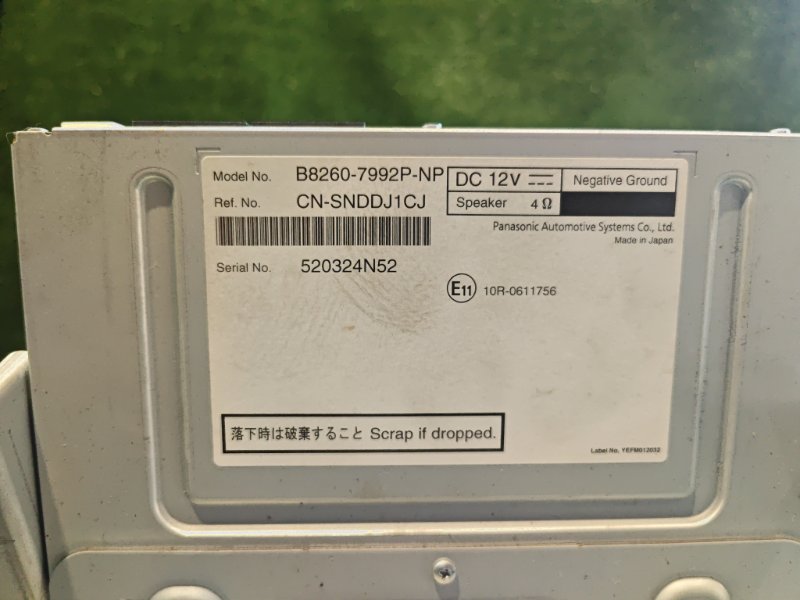 Model No. B8260-7992P-NP
DC 12V
Negative Ground
Ref. No. CN-SNDDJ1CJ
Speaker 4 Ω
Panasonic Automotive Systems Co., Ltd.
Made in Japan
Serial No. 520324N52
E11 10R-0611756
落下時は破棄すること Scrap if dropped.
Label No. YEFM012032